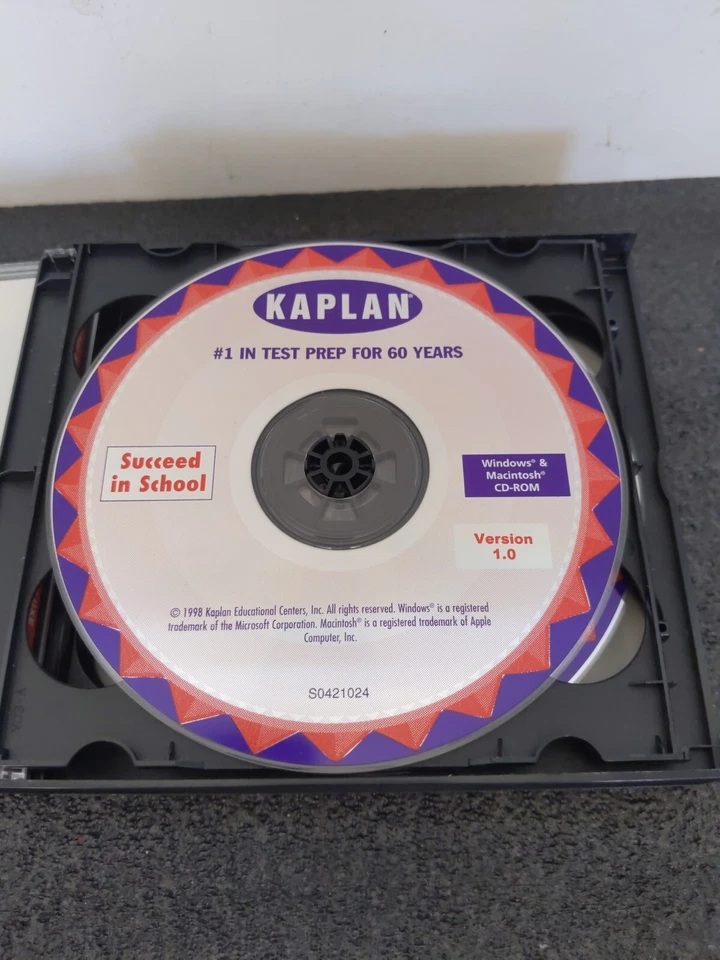 KAPLAN®
#1 IN TEST PREP FOR 60 YEARS
Succeed
in School
Windows® &
Macintosh®
CD-ROM
Version
1.0
© 1998 Kaplan Educational Centers, Inc. All rights reserved. Windows® is a registered
trademark of the Microsoft Corporation. Macintosh® is a registered trademark of Apple
Computer, Inc.
S0421024